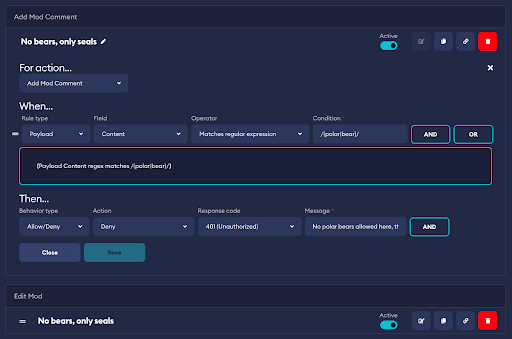 Add Mod Comment
No bears, only seals
Active
For action...
Add Mod Comment
When...
Rule type Field Operator Condition *
Payload Content Matches regular expression /(polar|bear)/ AND OR
(Payload Content regex matches /(polar|bear)/)
Then...
Behavior type Action Response code Message *
Allow/Deny Deny 401 (Unauthorized) No polar bears allowed here, th AND
Close Save
Edit Mod
No bears, only seals
Active